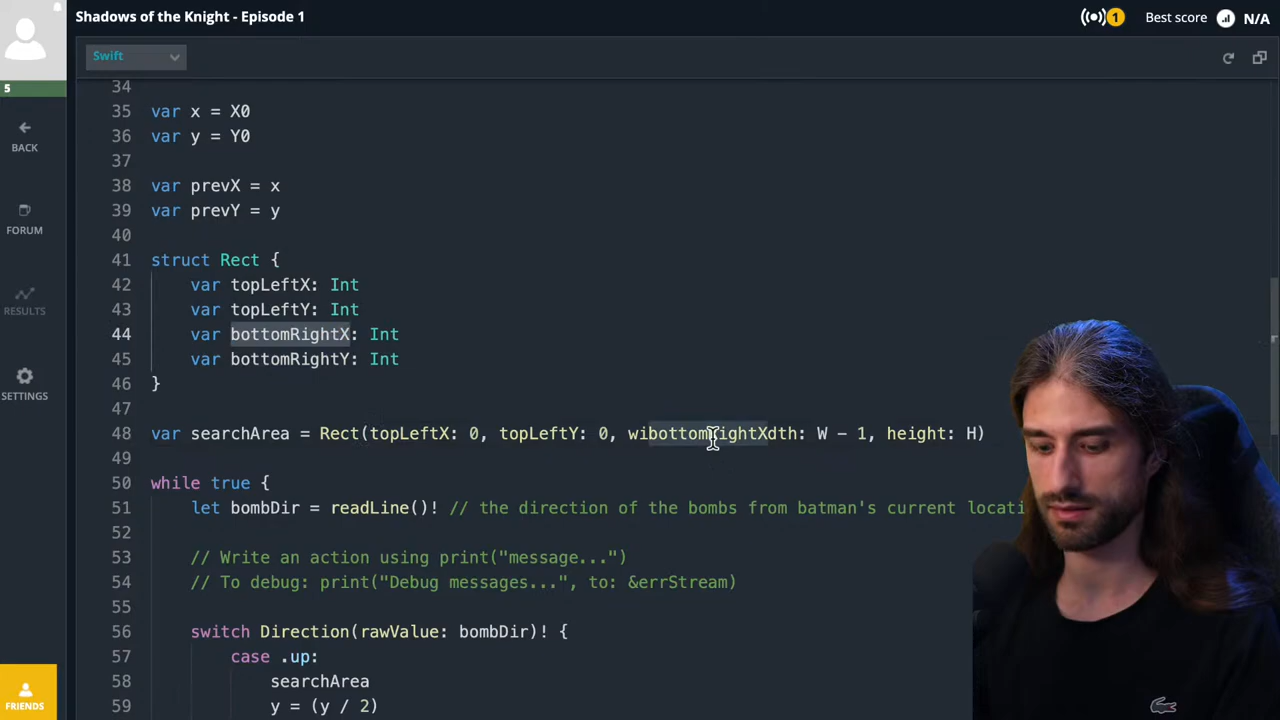 Shadows of the Knight - Episode 1
1
Best score
N/A
Swift
5
BACK
FORUM
RESULTS
SETTINGS
FRIENDS
34
35 var x = X0
36 var y = Y0
37
38 var prevX = x
39 var prevY = y
40
41 struct Rect {
42 var topLeftX: Int
43 var topLeftY: Int
44 var bottomRightX: Int
45 var bottomRightY: Int
46 }
47
48 var searchArea = Rect(topLeftX: 0, topLeftY: 0, wibottomRightXdth: W - 1, height: H)
49
50 while true {
51 let bombDir = readLine()! // the direction of the bombs from batman's current locati
52
53 // Write an action using print("message...")
54 // To debug: print("Debug messages...", to: &errStream)
55
56 switch Direction(rawValue: bombDir)! {
57 case .up:
58 searchArea
59 y = (y / 2)